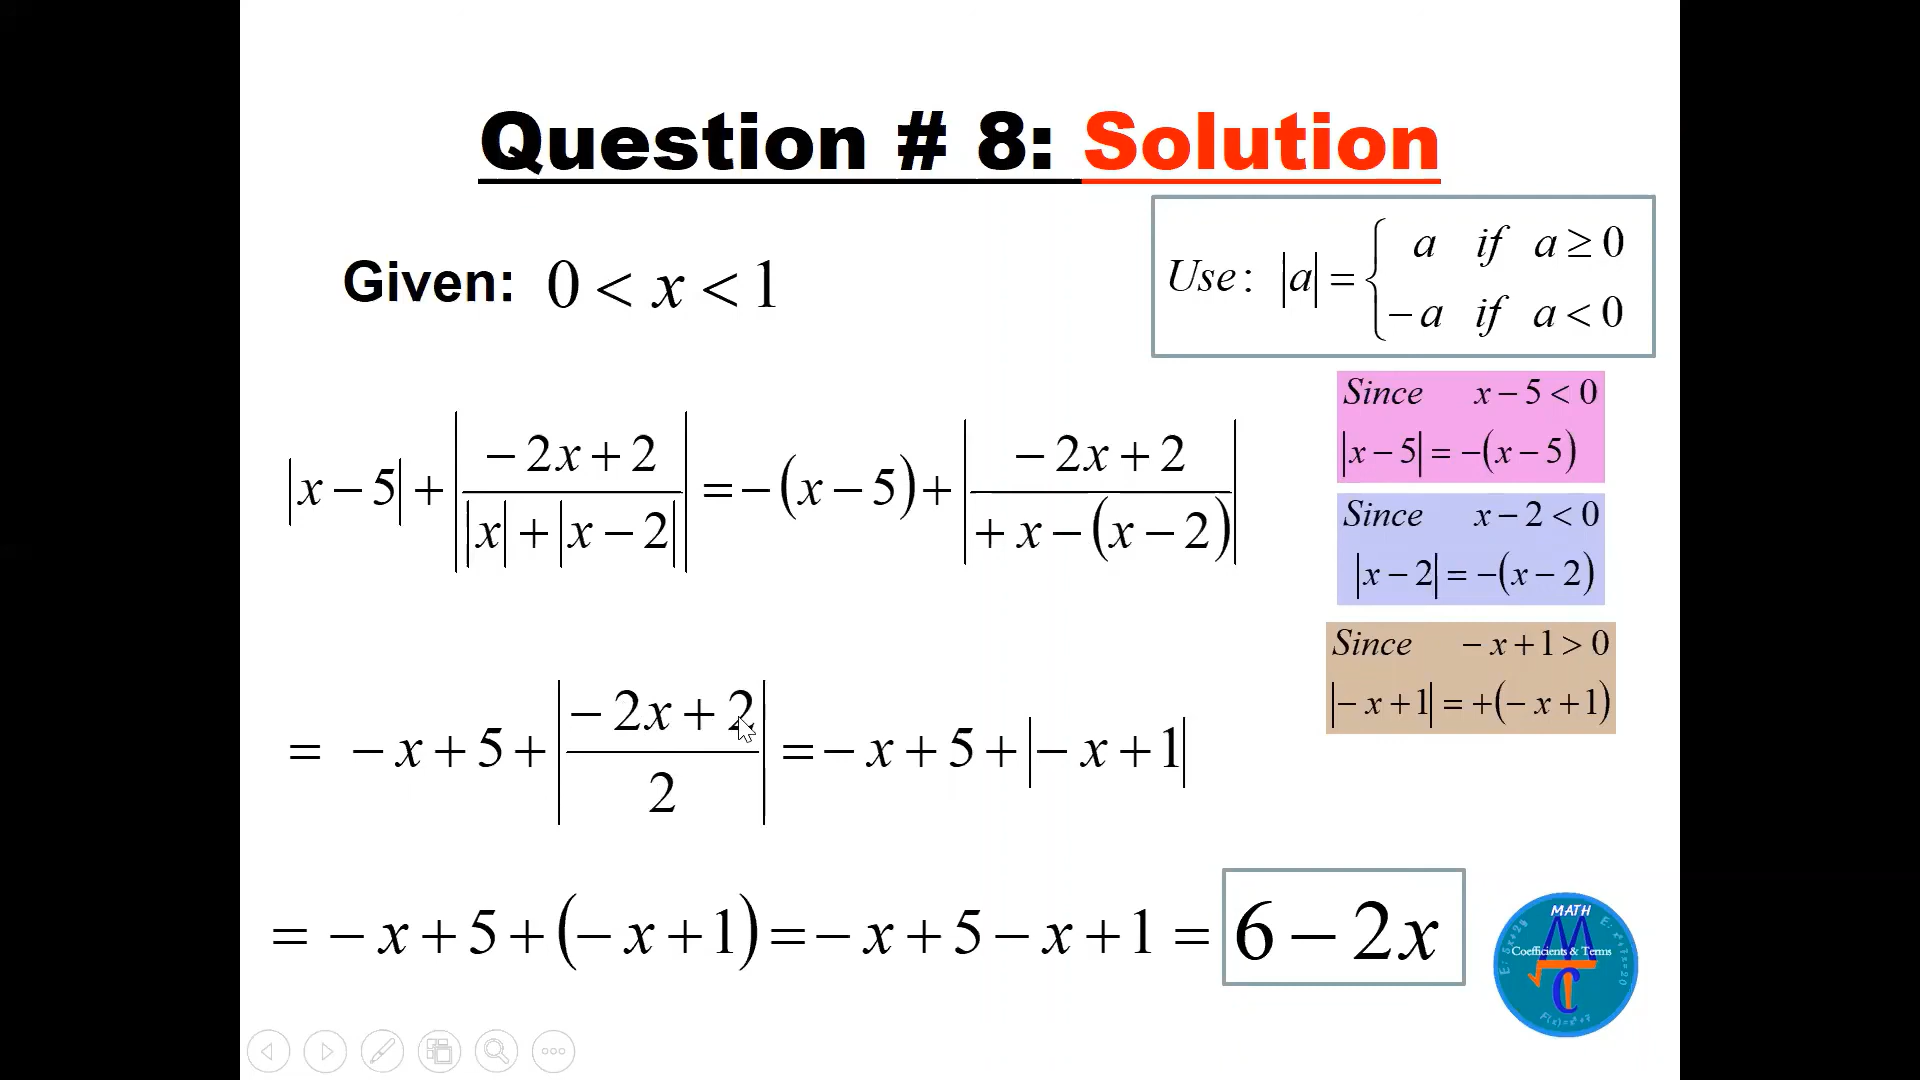 Question # 8: Solution
Given: 0 < x < 1
Use: |a| = { a if a ≥ 0
− a if a < 0
Since x − 5 < 0
|x − 5| = −(x − 5)
Since x − 2 < 0
|x − 2| = −(x − 2)
Since − x + 1 > 0
|− x + 1| = +(− x + 1)
|x − 5| + |(− 2x + 2)/(|x| + |x − 2|)| = −(x − 5) + |(− 2x + 2)/(+ x − (x − 2))|
= − x + 5 + |(− 2x + 2)/2| = − x + 5 + |− x + 1|
= − x + 5 + (− x + 1) = − x + 5 − x + 1 = 6 − 2x
MATH
Coefficients & Terms